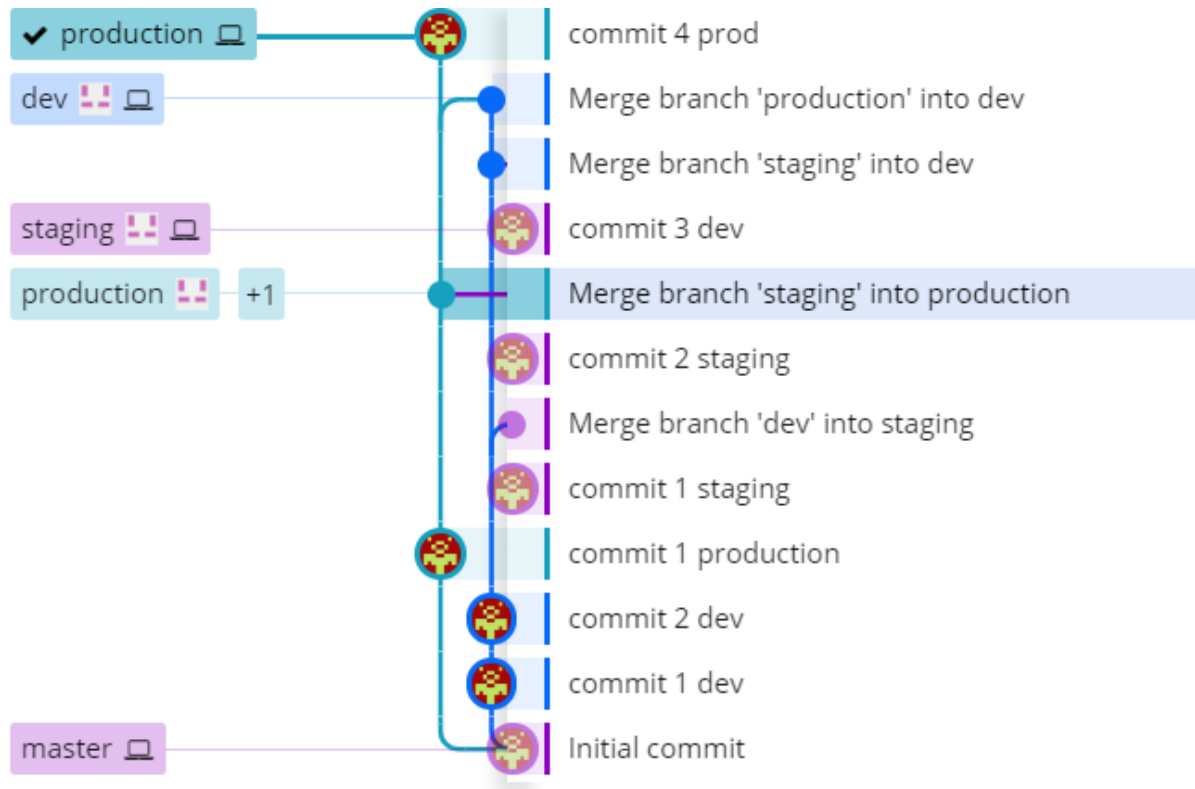 production commit 4 prod
dev Merge branch 'production' into dev
Merge branch 'staging' into dev
staging commit 3 dev
production +1 Merge branch 'staging' into production
commit 2 staging
Merge branch 'dev' into staging
commit 1 staging
commit 1 production
commit 2 dev
commit 1 dev
master Initial commit